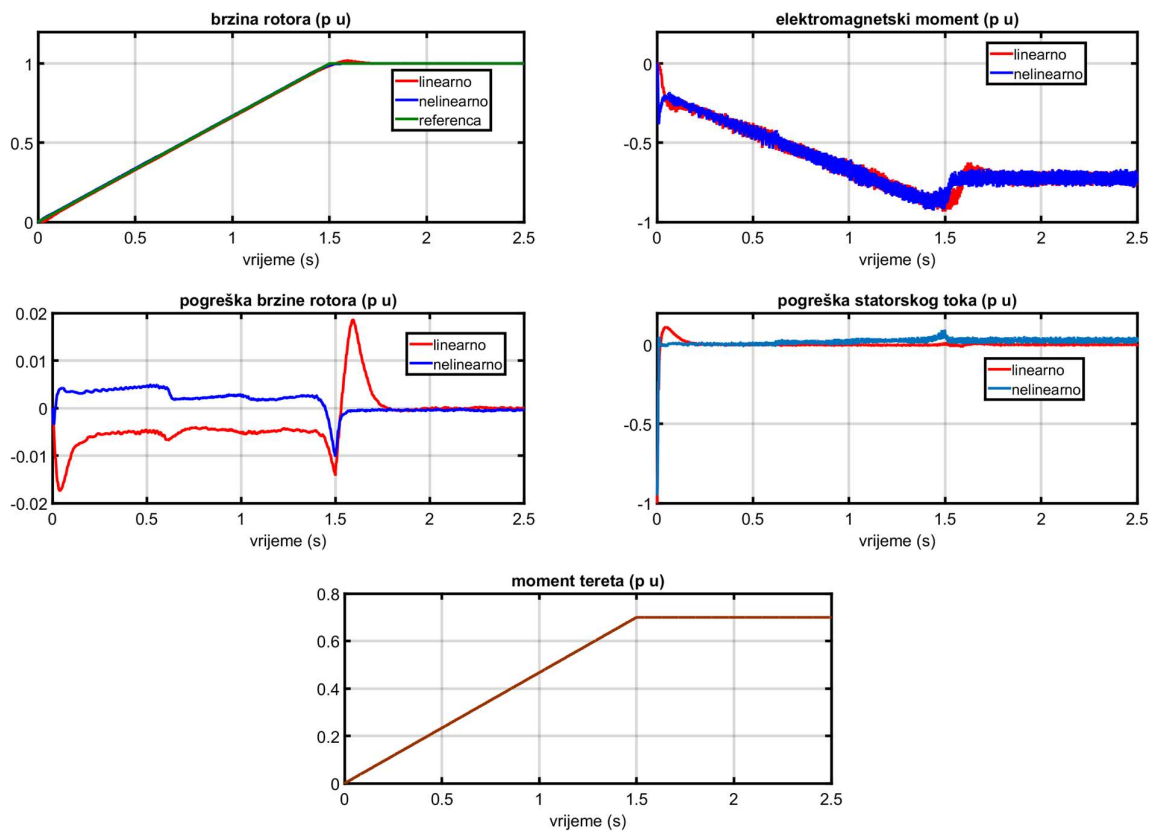 brzina rotora (p u)
1
0.5
0
0
0.5
1
1.5
2
2.5
vrijeme (s)
linearno
nelinearno
referenca
elektromagnetski moment (p u)
0
-0.5
-1
0
0.5
1
1.5
2
2.5
vrijeme (s)
linearno
nelinearno
pogreška brzine rotora (p u)
0.02
0.01
0
-0.01
-0.02
0
0.5
1
1.5
2
2.5
vrijeme (s)
linearno
nelinearno
pogreška statorskog toka (p u)
0
-0.5
-1
0
0.5
1
1.5
2
2.5
vrijeme (s)
linearno
nelinearno
moment tereta (p u)
0.8
0.6
0.4
0.2
0
0
0.5
1
1.5
2
2.5
vrijeme (s)